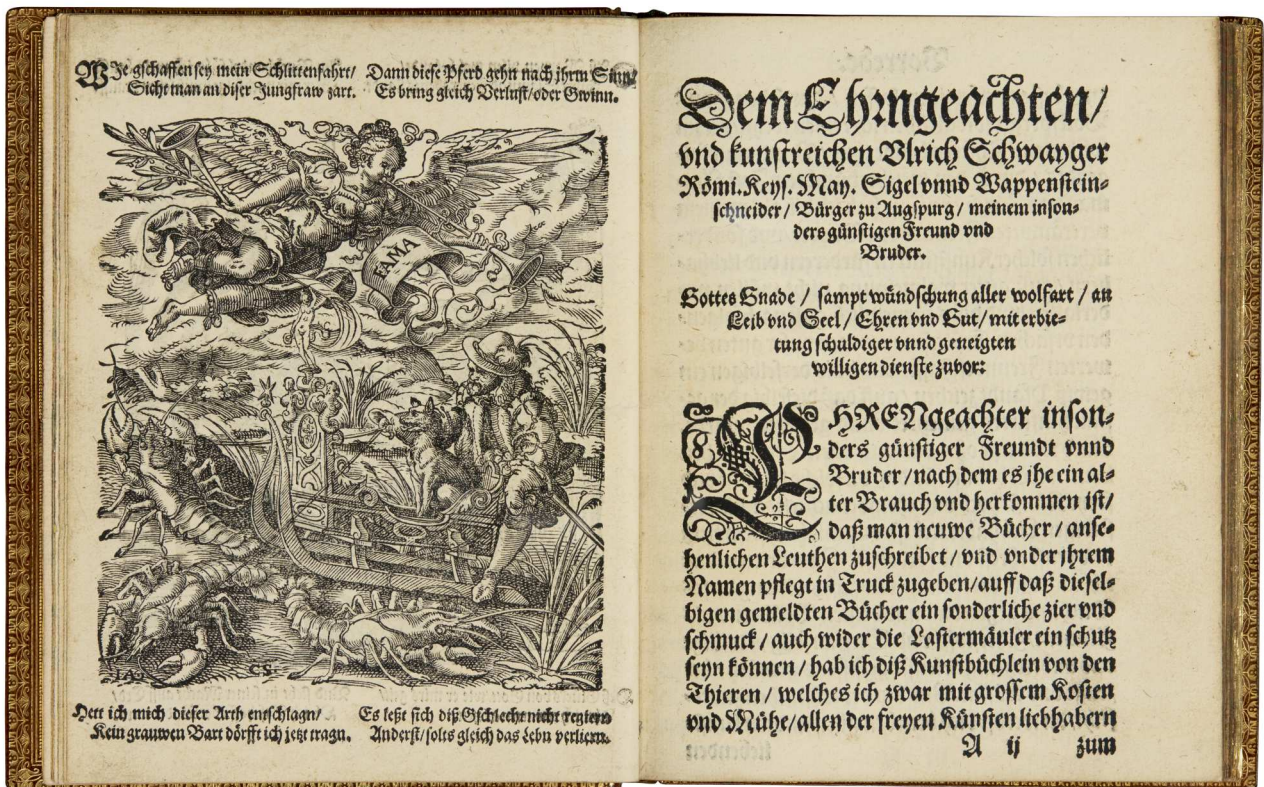 WJe gschaffen sey mein Schlittenfahrt/
Sicht man an diser Jungfraw zart.
Dann diese Pferd gehn nach jhrm Sinn/
Es bring gleich Verlust/oder Gwinn.
FAMA
IA
CS
Hett ich mich dieser Arth entschlagn/
Kein grauwen Bart dörfft ich jetzt tragn.
Es leßt sich diß Gschlecht nicht regiern
Anderst/solts gleich das Lebn verliern.
Dem Ehrngeachten/
vnd kunstreichen Vlrich Schwayger
Römi. Keys. May. Sigel vnnd Wappenstein-
schneider / Bürger zu Augspurg / meinem inson-
ders günstigen Freund vnd
Bruder.
Gottes Gnade / sampt wündschung aller wolfart / an
Leib vnd Seel / Ehren vnd Gut / mit erbie-
tung schuldiger vnnd geneigten
willigen dienste zuvor:
EHRENgeachter inson-
ders günstiger Freundt vnnd
Bruder / nach dem es jhe ein al-
ter Brauch vnd herkommen ist/
daß man neuwe Bücher / anse-
henlichen Leuthen zuschreibet / vnd vnder jhrem
Namen pflegt in Truck zugeben/auff daß diesel-
bigen gemeldten Bücher ein sonderliche zier vnd
schmuck / auch wider die Lastermäuler ein schutz
seyn können / hab ich diß Kunstbüchlein von den
Thieren / welches ich zwar mit grossem Kosten
vnd Mühe/allen der freyen Künsten liebhabern
A ij zum